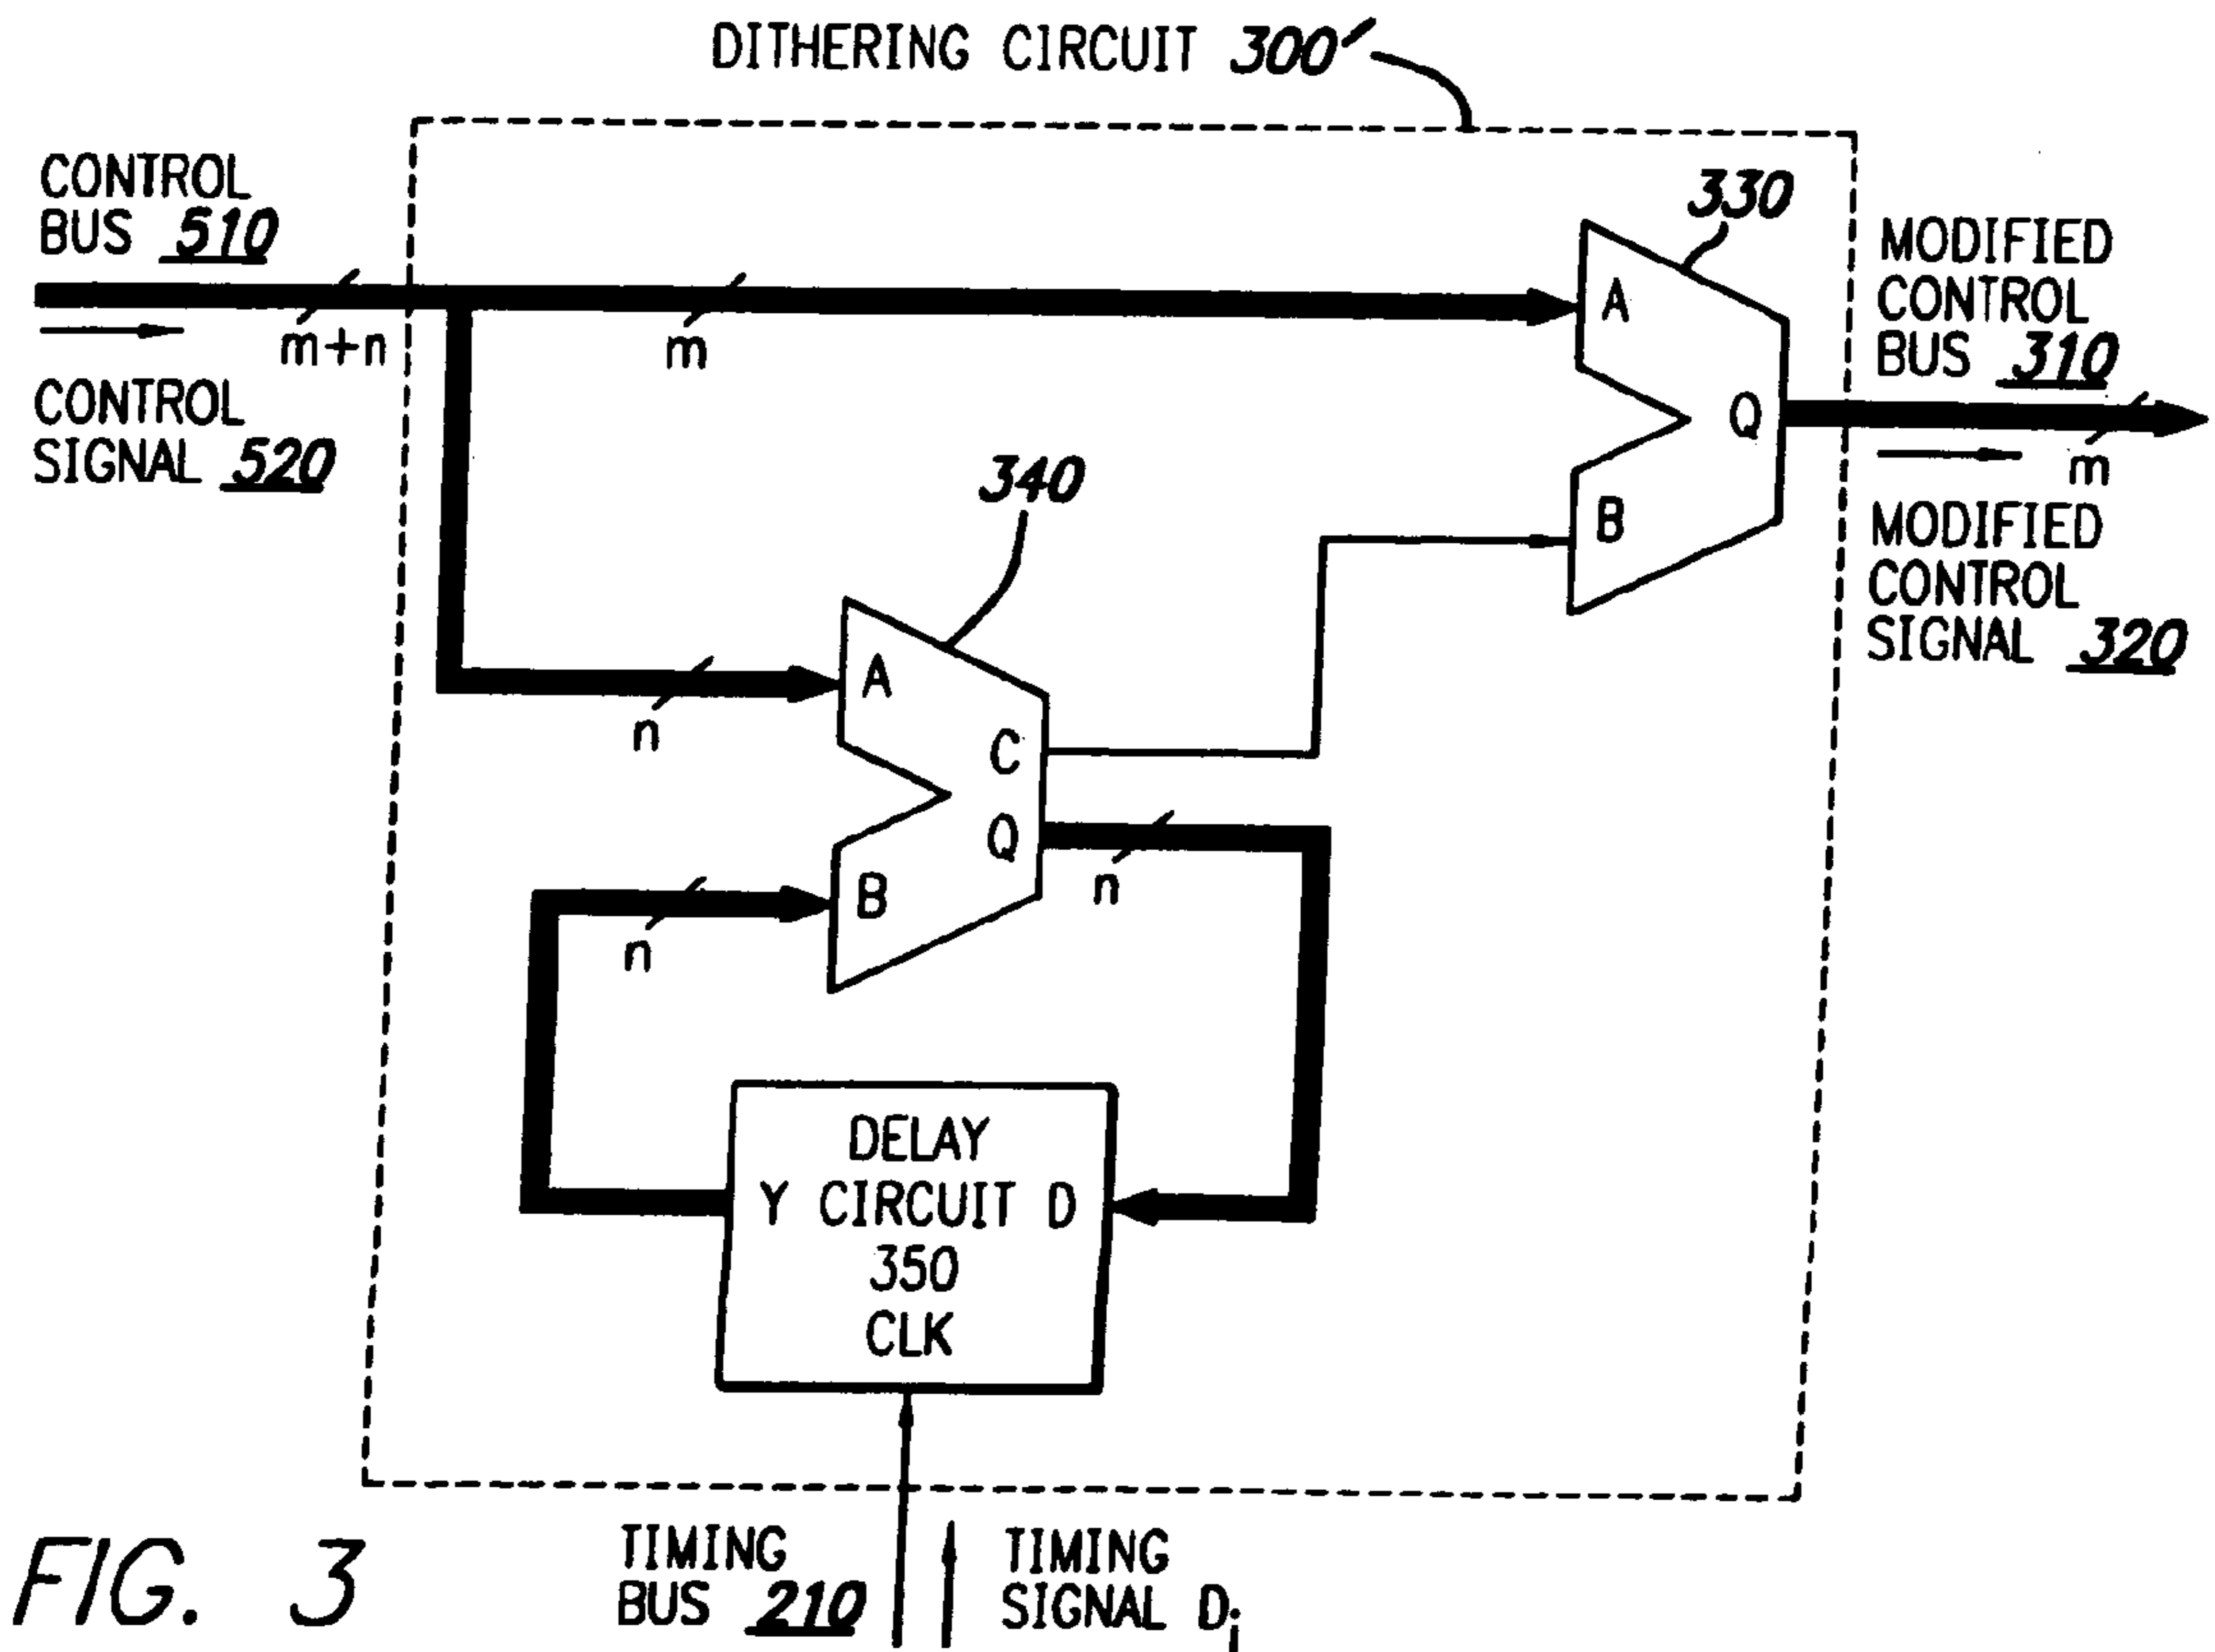 DITHERING CIRCUIT 300'
CONTROL
BUS 510
m+n
CONTROL
SIGNAL 520
m
330
A
Q
B
MODIFIED
CONTROL
BUS 310
m
MODIFIED
CONTROL
SIGNAL 320
340
n
A
C
Q
B
n
n
DELAY
Y CIRCUIT D
350
CLK
TIMING
BUS 210
TIMING
SIGNAL Di
FIG. 3